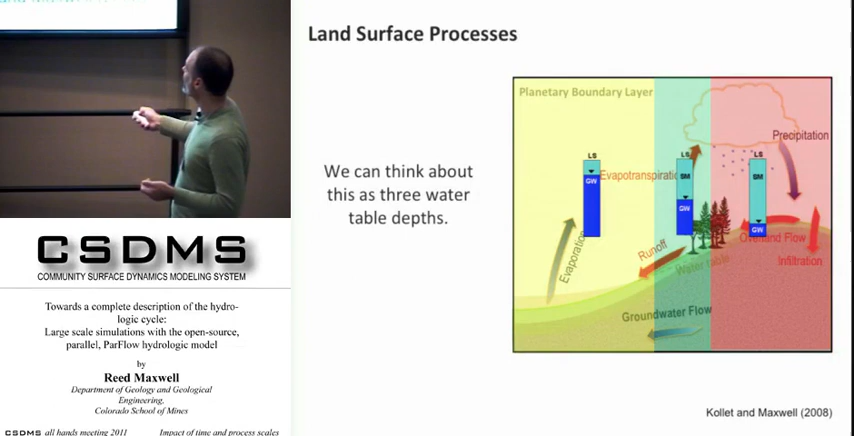 Land Surface Processes
We can think about
this as three water
table depths.
Planetary Boundary Layer
Precipitation
LS
LS
LS
GW
SM
SM
GW
GW
Evaporation
Runoff
Water table
Overland Flow
Infiltration
Groundwater Flow
Kollet and Maxwell (2008)
CSDMS
COMMUNITY SURFACE DYNAMICS MODELING SYSTEM
Towards a complete description of the hydro-
logic cycle:
Large scale simulations with the open-source,
parallel, ParFlow hydrologic model
by
Reed Maxwell
Department of Geology and Geological
Engineering,
Colorado School of Mines
CSDMS all hands meeting 2011
Impact of time and process scales